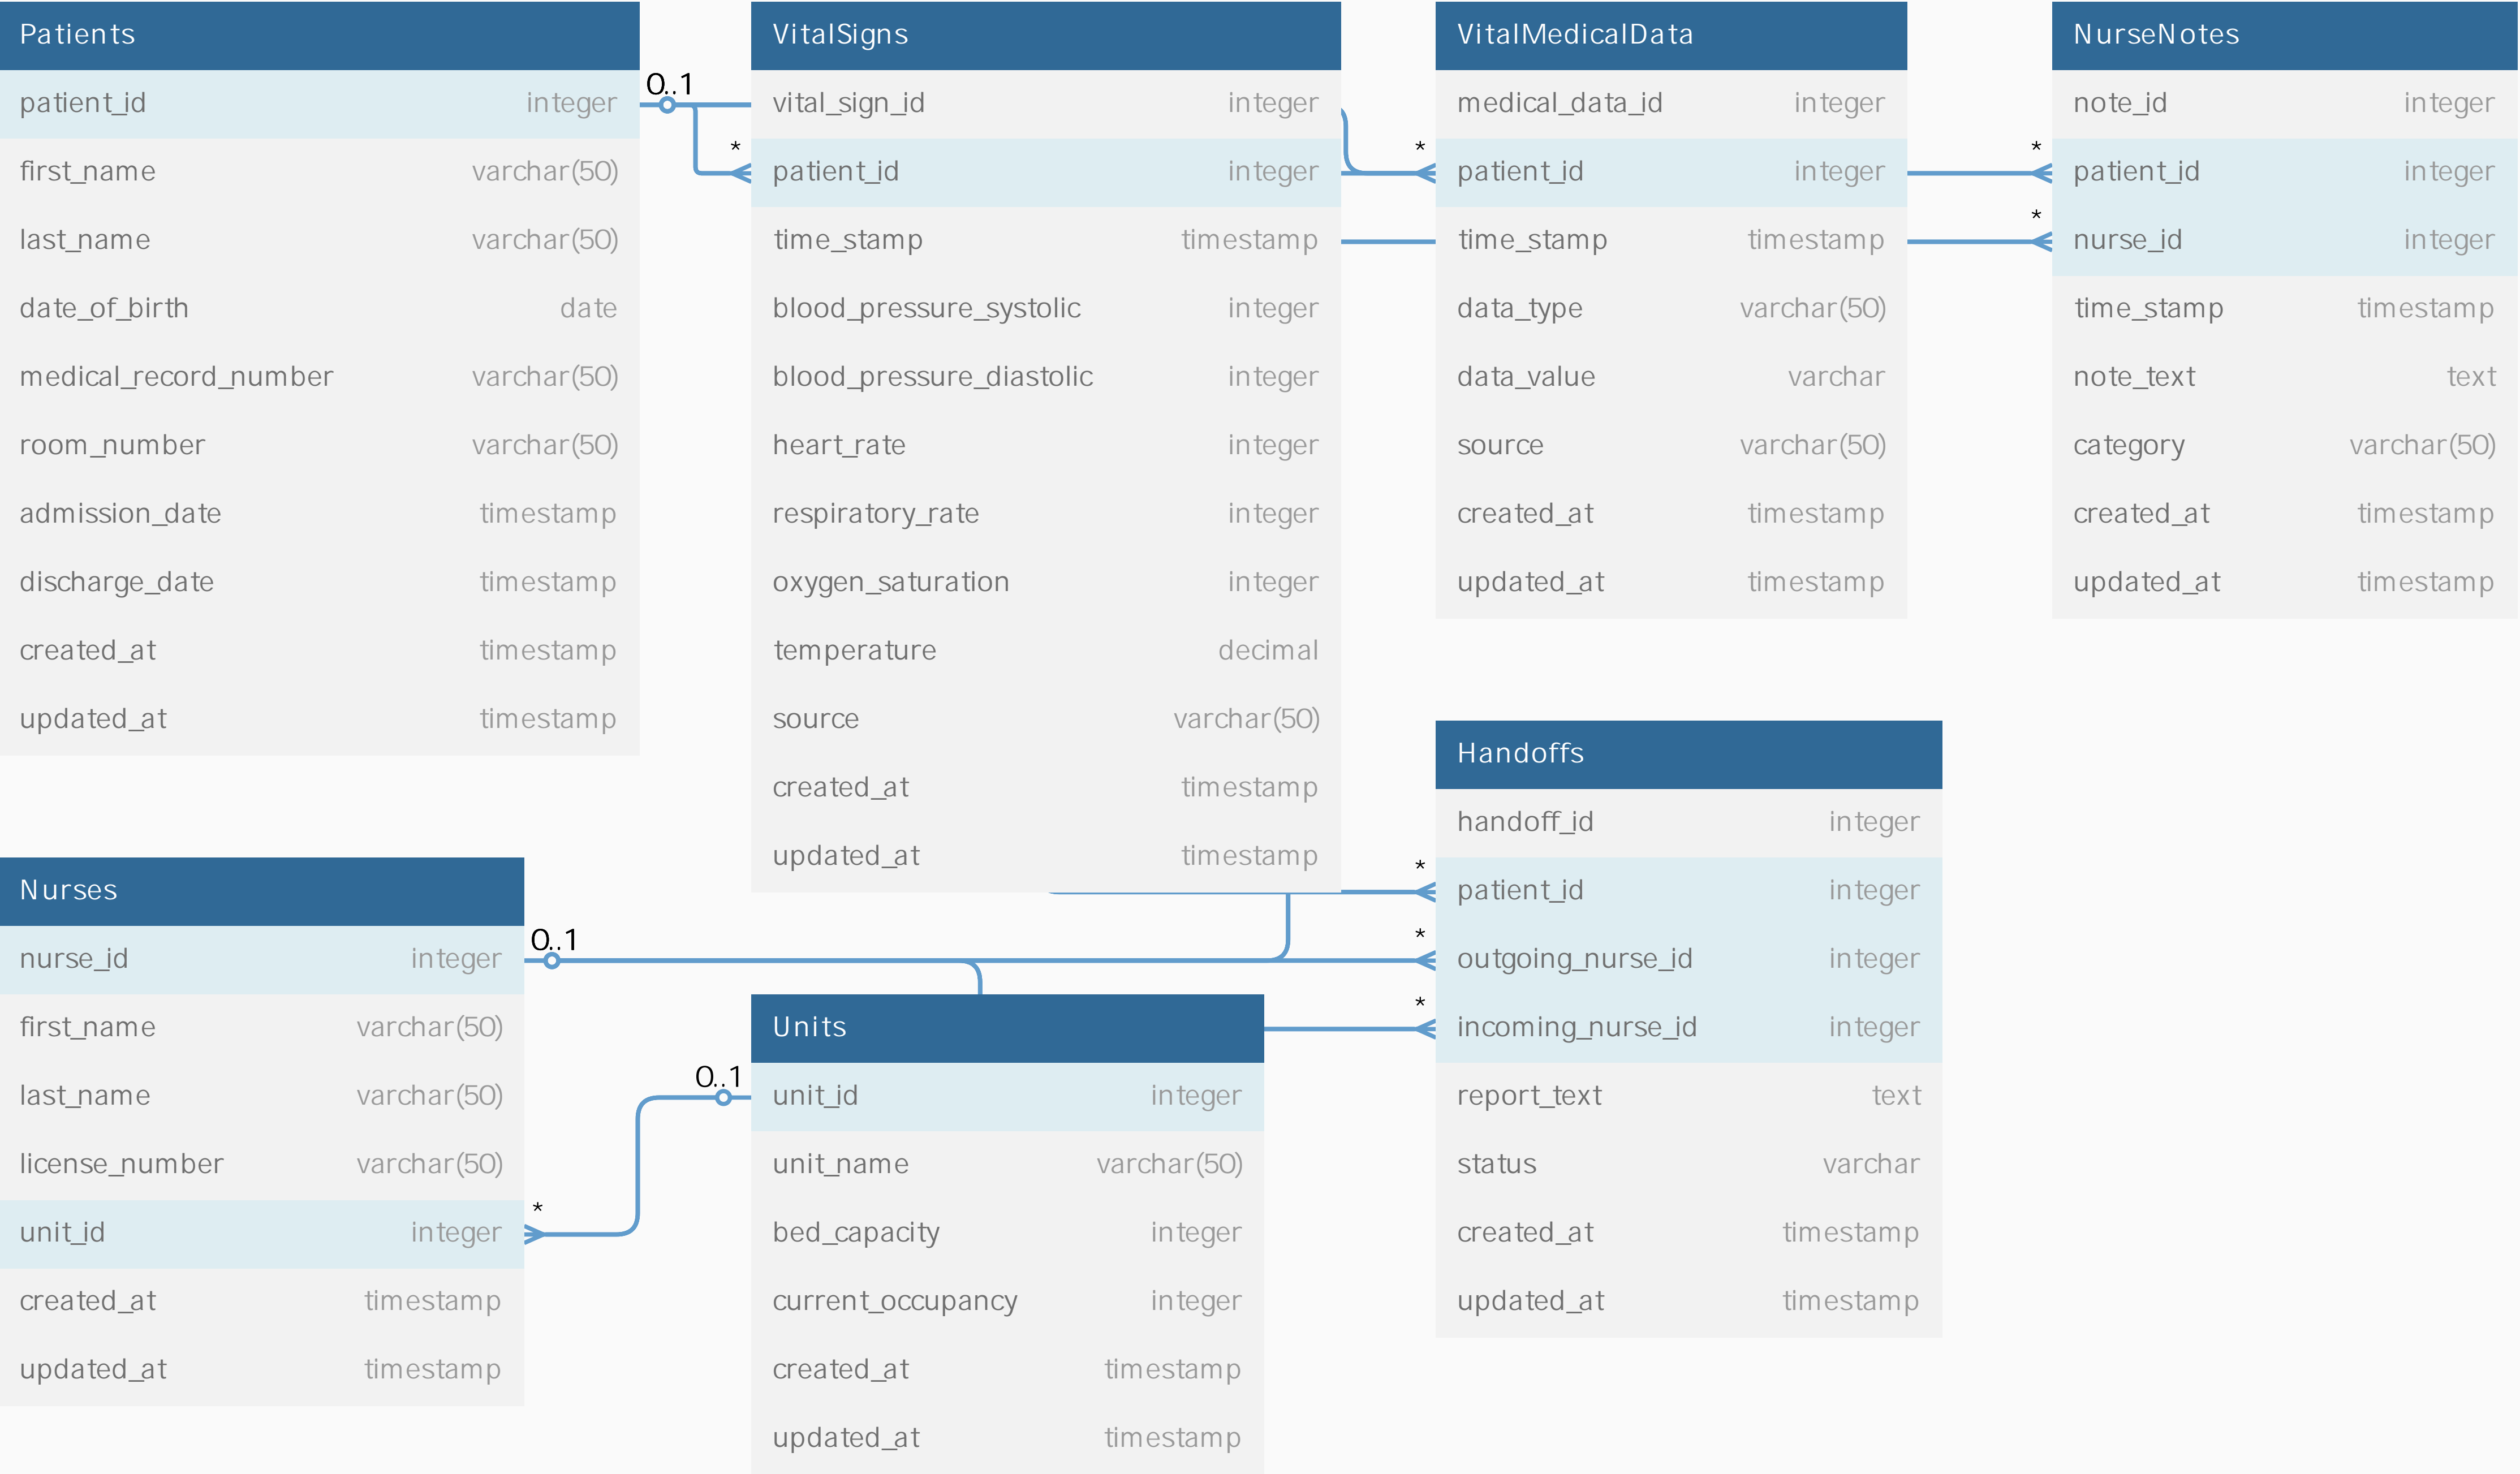 Patients
patient_id integer
first_name varchar(50)
last_name varchar(50)
date_of_birth date
medical_record_number varchar(50)
room_number varchar(50)
admission_date timestamp
discharge_date timestamp
created_at timestamp
updated_at timestamp
0..1
*
VitalSigns
vital_sign_id integer
patient_id integer
time_stamp timestamp
blood_pressure_systolic integer
blood_pressure_diastolic integer
heart_rate integer
respiratory_rate integer
oxygen_saturation integer
temperature decimal
source varchar(50)
created_at timestamp
updated_at timestamp
*
VitalMedicalData
medical_data_id integer
patient_id integer
time_stamp timestamp
data_type varchar(50)
data_value varchar
source varchar(50)
created_at timestamp
updated_at timestamp
*
*
NurseNotes
note_id integer
patient_id integer
nurse_id integer
time_stamp timestamp
note_text text
category varchar(50)
created_at timestamp
updated_at timestamp
Nurses
nurse_id integer
first_name varchar(50)
last_name varchar(50)
license_number varchar(50)
unit_id integer
created_at timestamp
updated_at timestamp
0..1
*
0..1
Units
unit_id integer
unit_name varchar(50)
bed_capacity integer
current_occupancy integer
created_at timestamp
updated_at timestamp
*
*
*
Handoffs
handoff_id integer
patient_id integer
outgoing_nurse_id integer
incoming_nurse_id integer
report_text text
status varchar
created_at timestamp
updated_at timestamp